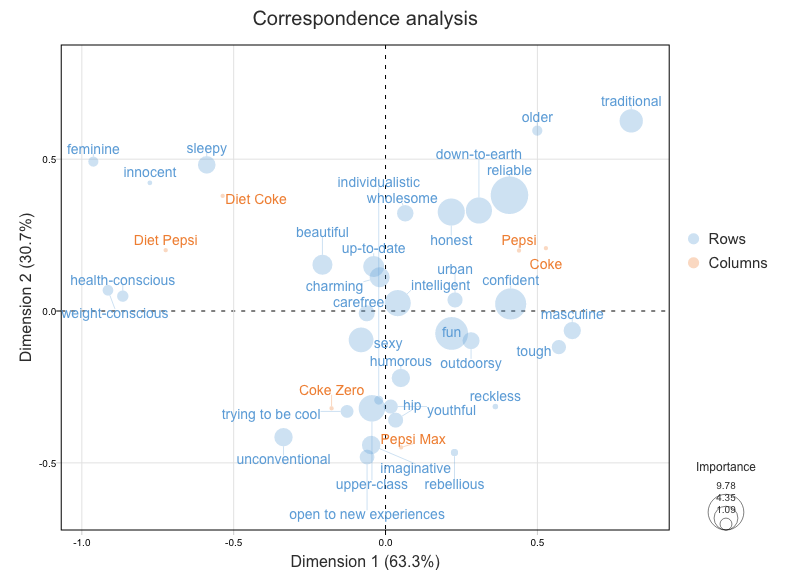 Correspondence analysis
traditional
older
feminine
sleepy
down-to-earth
innocent
reliable
0.5
individualistic
Diet Coke
wholesome
beautiful
Diet Pepsi
honest
Pepsi
up-to-date
Coke
urban
health-conscious
charming
intelligent
confident
carefree
weight-conscious
0.0
masculine
fun
sexy
tough
humorous
outdoorsy
Coke Zero
reckless
trying to be cool
hip
youthful
Pepsi Max
unconventional
-0.5
imaginative
upper-class
rebellious
open to new experiences
-1.0
-0.5
0.0
0.5
Dimension 1 (63.3%)
Dimension 2 (30.7%)
Rows
Columns
Importance
9.78
4.35
1.09